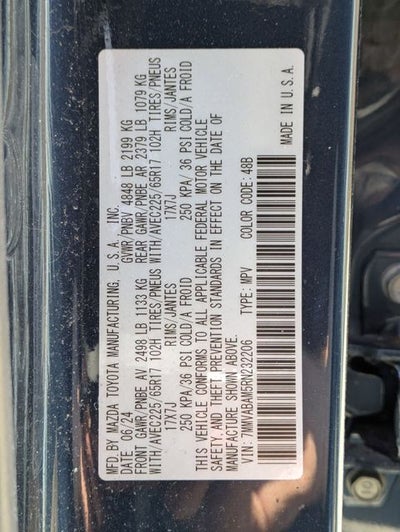 MFD. BY MAZDA TOYOTA MANUFACTURING, U.S.A., INC.
DATE 06/24 GVWR/PNBV 4848 LB 2199 KG
FRONT GAWR/PNBE AV 2498 LB 1133 KG REAR GAWR/PNBE AR 2379 LB 1079 KG
WITH/AVEC225/65R17 102H TIRES/PNEUS WITH/AVEC225/65R17 102H TIRES/PNEUS
17X7J RIMS/JANTES 17X7J RIMS/JANTES
250 KPA/36 PSI COLD/A FROID 250 KPA/36 PSI COLD/A FROID
THIS VEHICLE CONFORMS TO ALL APPLICABLE FEDERAL MOTOR VEHICLE
SAFETY, AND THEFT PREVENTION STANDARDS IN EFFECT ON THE DATE OF
MANUFACTURE SHOWN ABOVE.
VIN: 7MMVABAM5RN232206 TYPE: MPV COLOR CODE: 48B
MADE IN U.S.A.